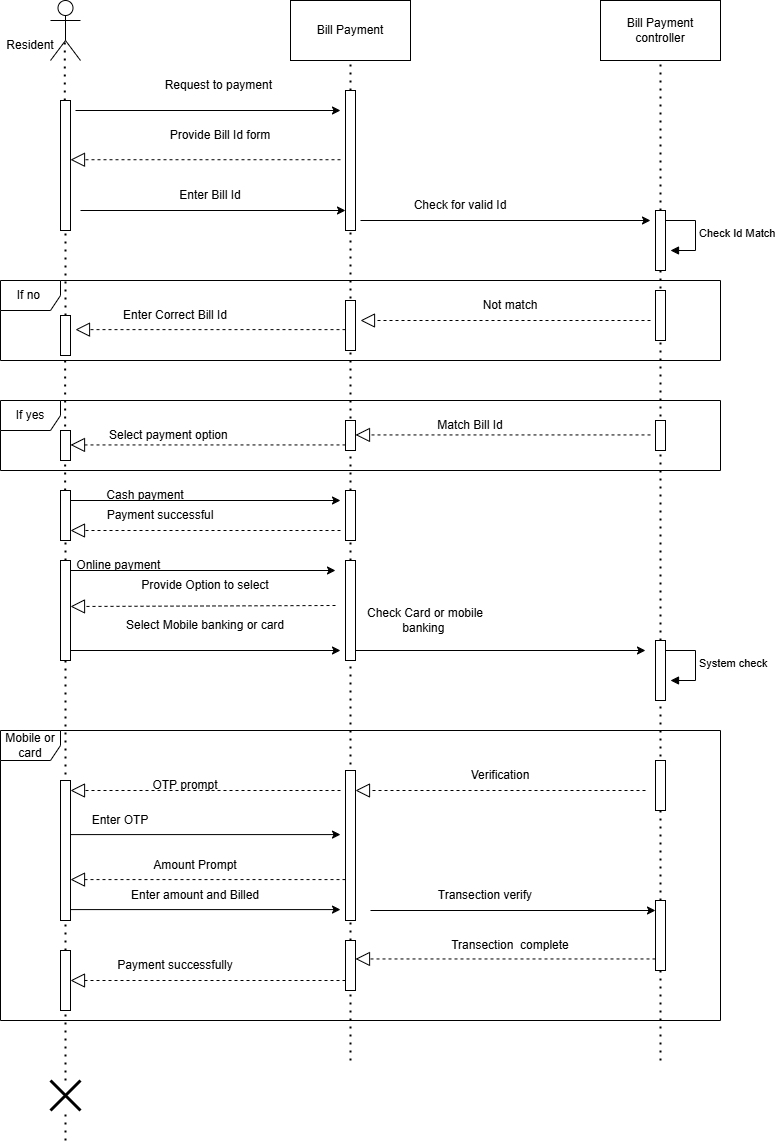 Resident
Bill Payment
Bill Payment
controller
Request to payment
Provide Bill Id form
Enter Bill Id
Check for valid Id
Check Id Match
If no
Enter Correct Bill Id
Not match
If yes
Select payment option
Match Bill Id
Cash payment
Payment successful
Online payment
Provide Option to select
Select Mobile banking or card
Check Card or mobile
banking
System check
Mobile or
card
OTP prompt
Verification
Enter OTP
Amount Prompt
Enter amount and Billed
Transection verify
Transection  complete
Payment successfully